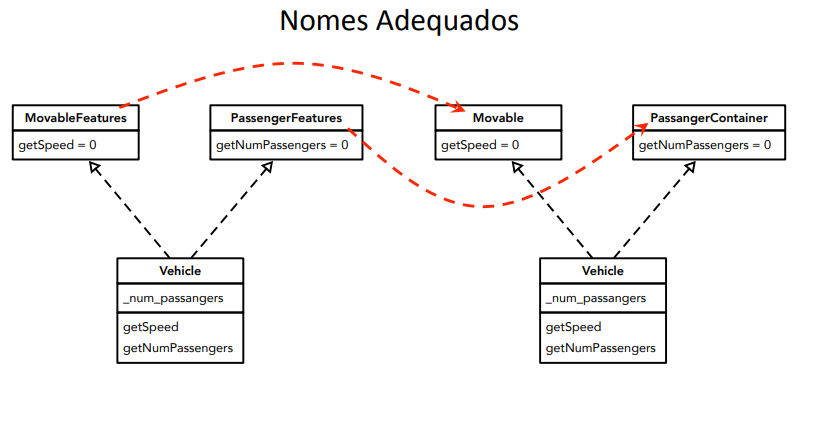 Nomes Adequados
MovableFeatures
getSpeed = 0
PassengerFeatures
getNumPassengers = 0
Movable
getSpeed = 0
PassangerContainer
getNumPassengers = 0
Vehicle
_num_passangers
getSpeed
getNumPassengers
Vehicle
_num_passangers
getSpeed
getNumPassengers